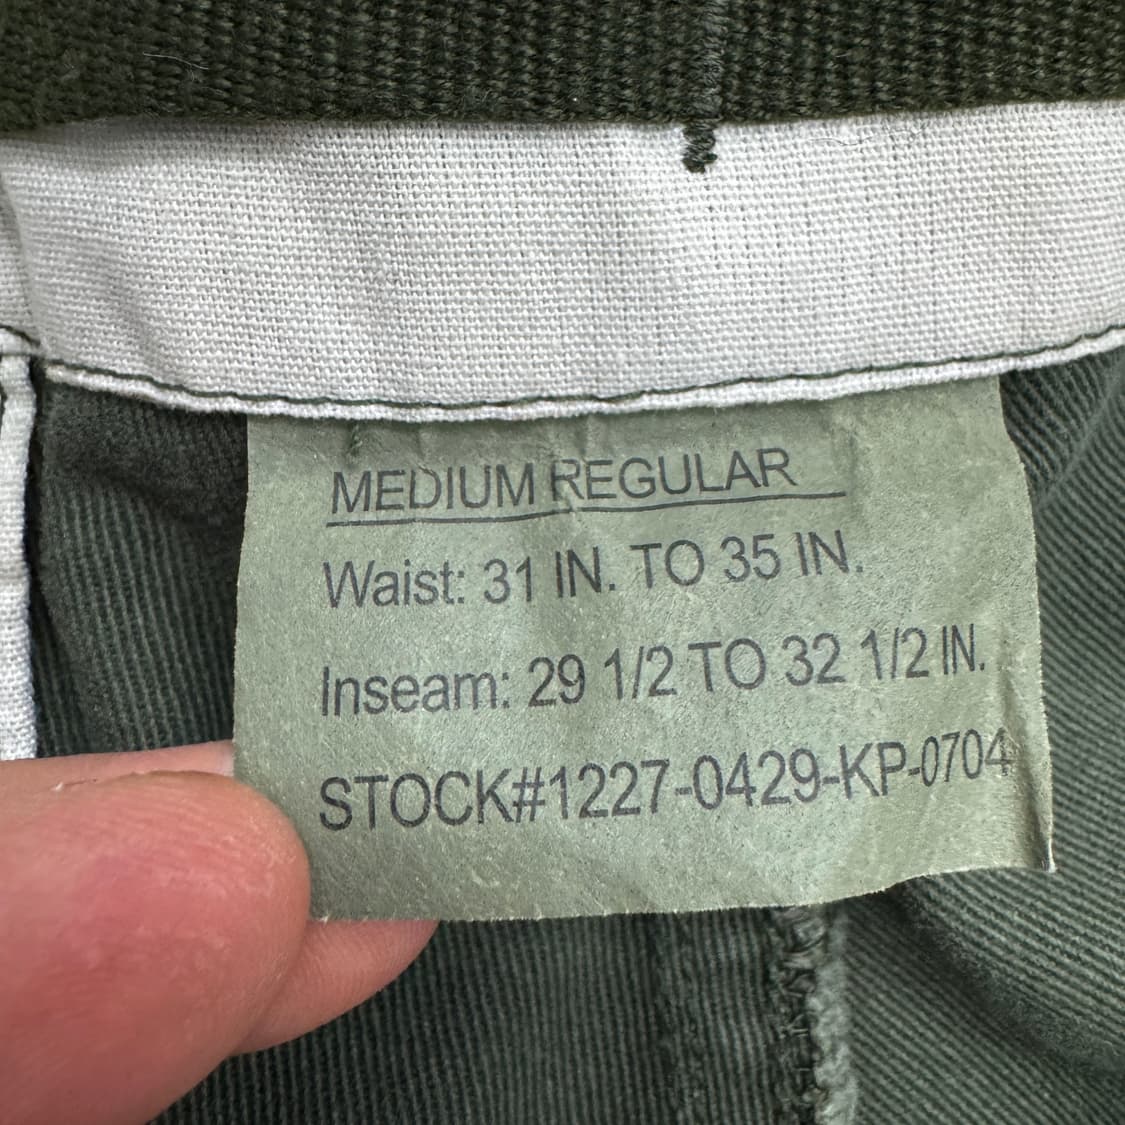 MEDIUM REGULAR
Waist: 31 IN. TO 35 IN.
Inseam: 29 1/2 TO 32 1/2 IN.
STOCK#1227-0429-KP-0704